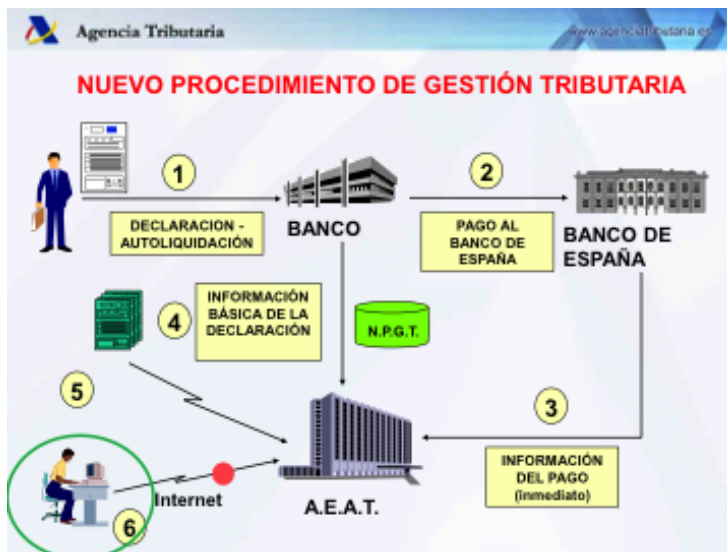 Agencia Tributaria
www.agenciatributaria.es
NUEVO PROCEDIMIENTO DE GESTIÓN TRIBUTARIA
1
2
DECLARACION -
AUTOLIQUIDACIÓN
BANCO
PAGO AL
BANCO DE
ESPAÑA
BANCO DE
ESPAÑA
4
INFORMACIÓN
BÁSICA DE LA
DECLARACIÓN
N.P.G.T.
5
3
Internet
6
A.E.A.T.
INFORMACIÓN
DEL PAGO
(inmediato)